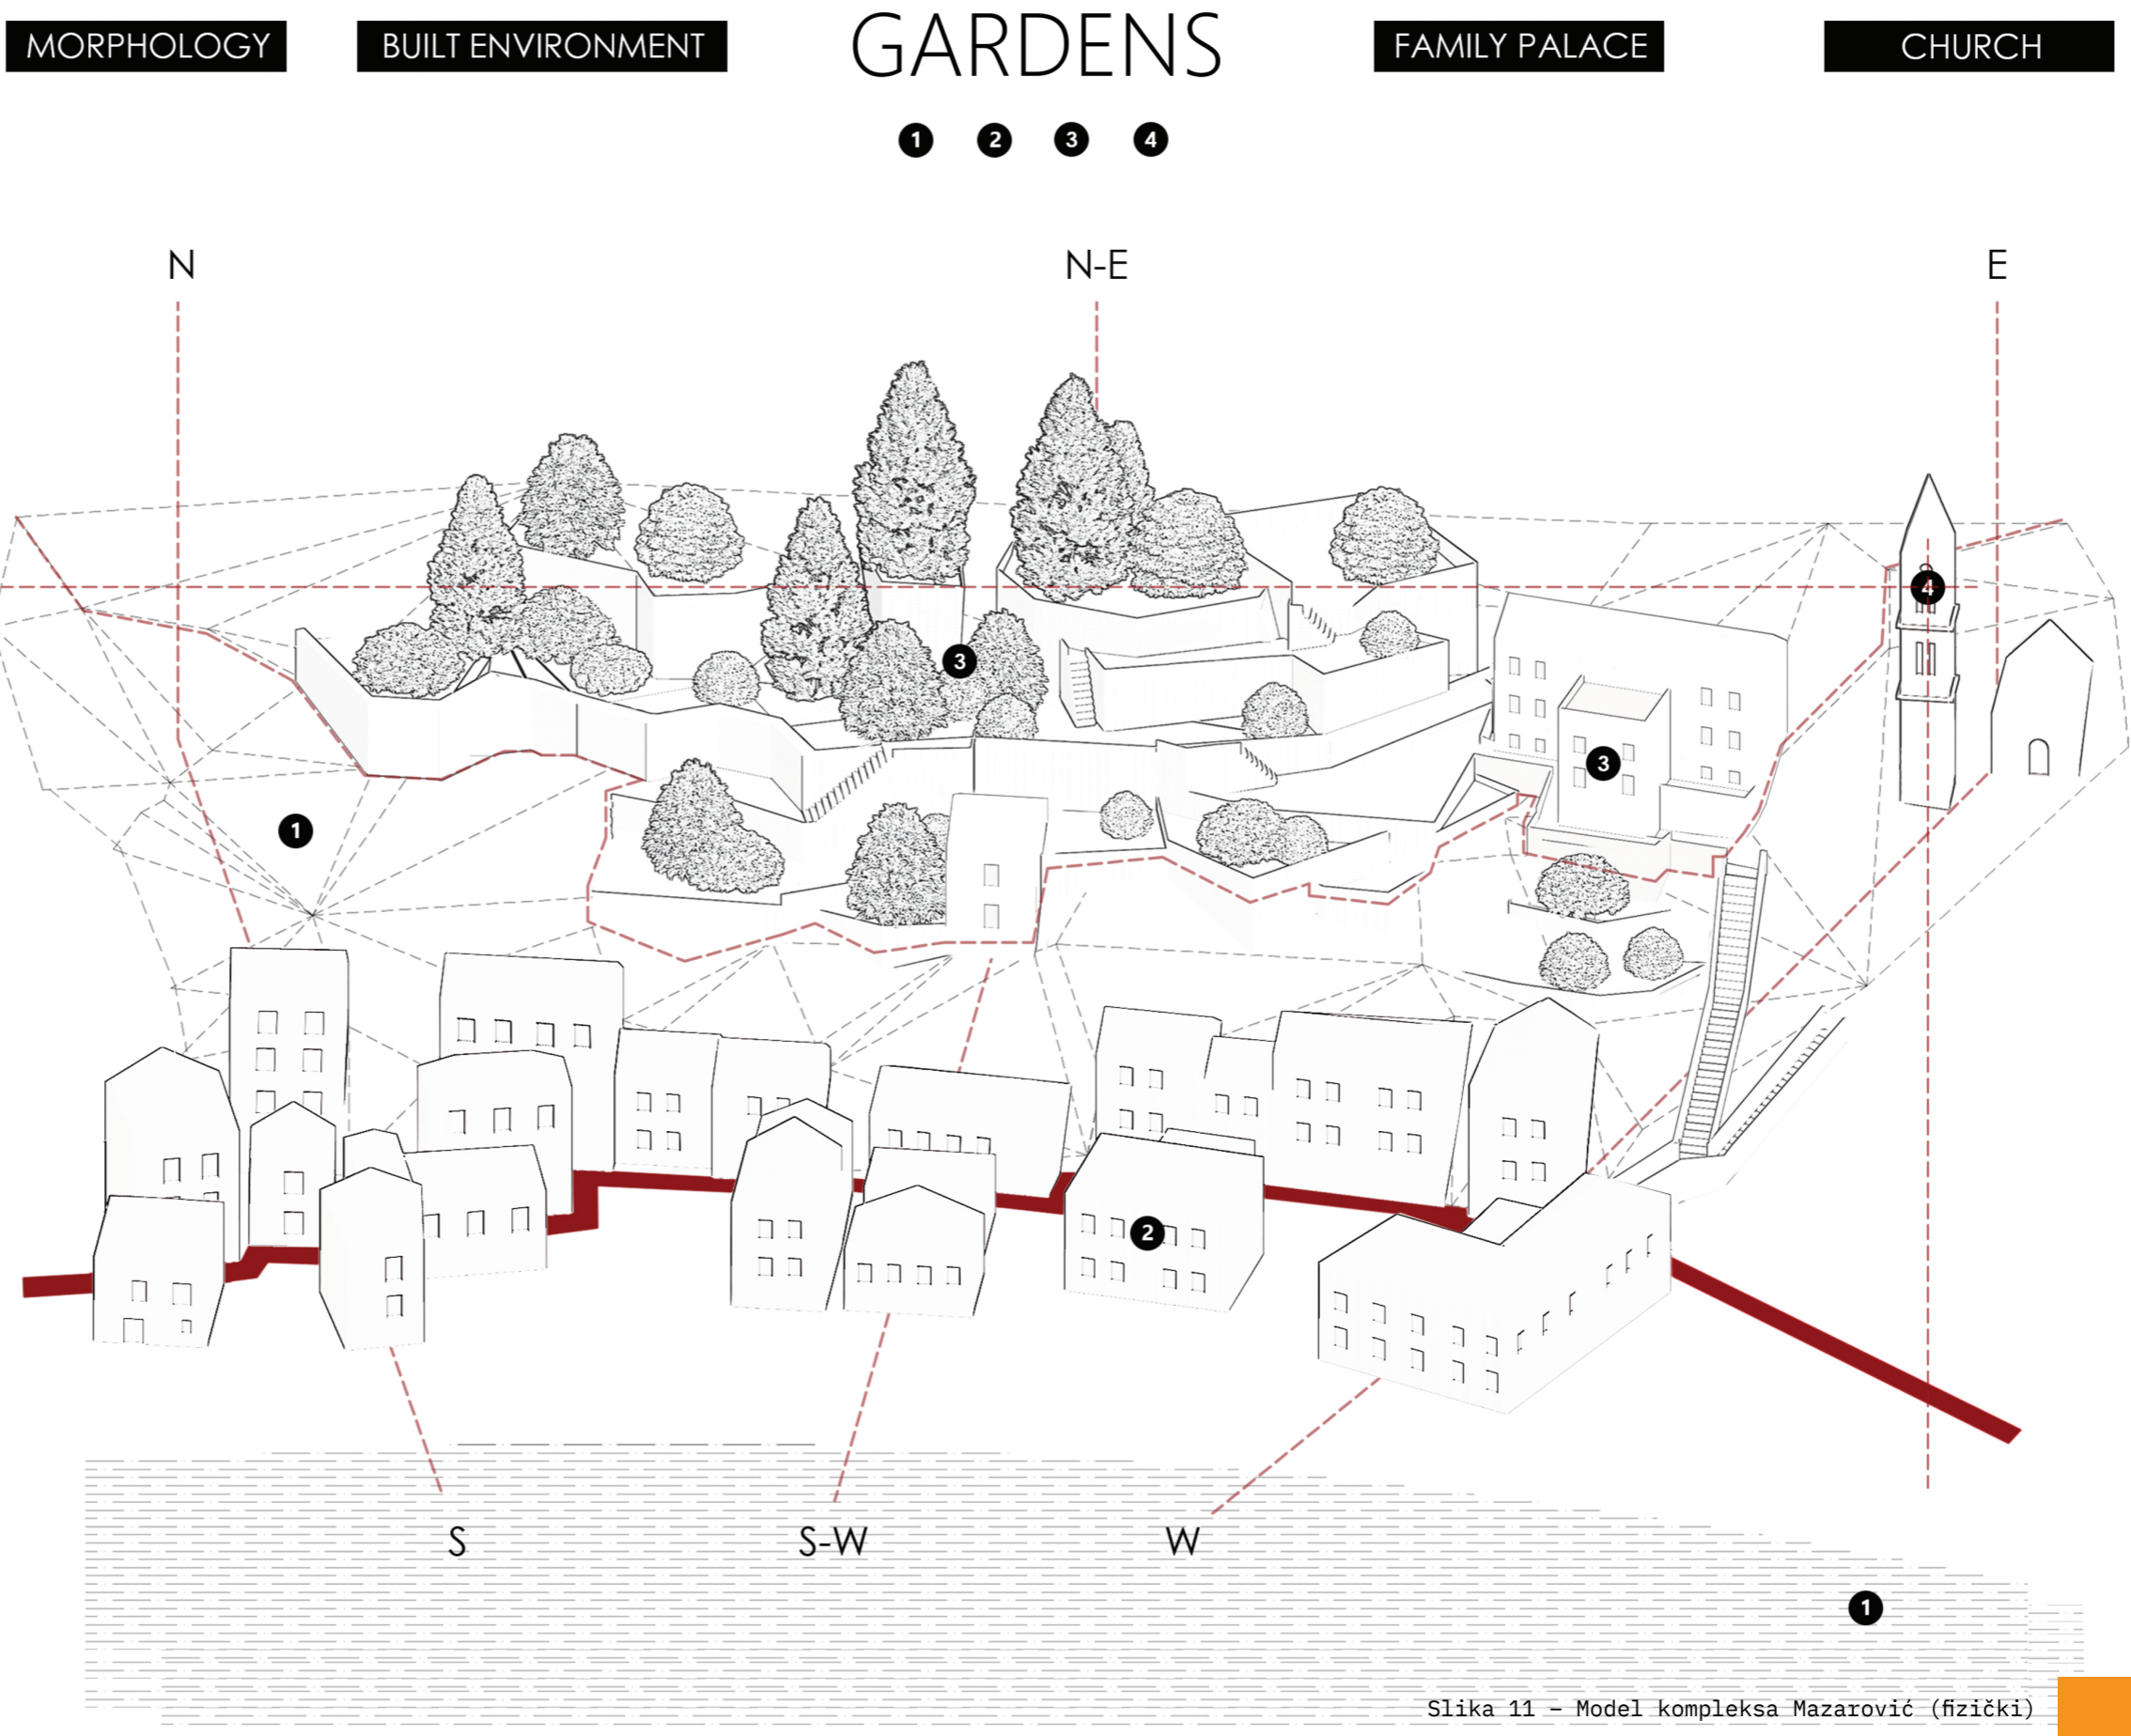 MORPHOLOGY
BUILT ENVIRONMENT
GARDENS
FAMILY PALACE
CHURCH
1 2 3 4
N
N-E
E
4
3
3
1
2
S
S-W
W
1
Slika 11 – Model kompleksa Mazarović (fizički)